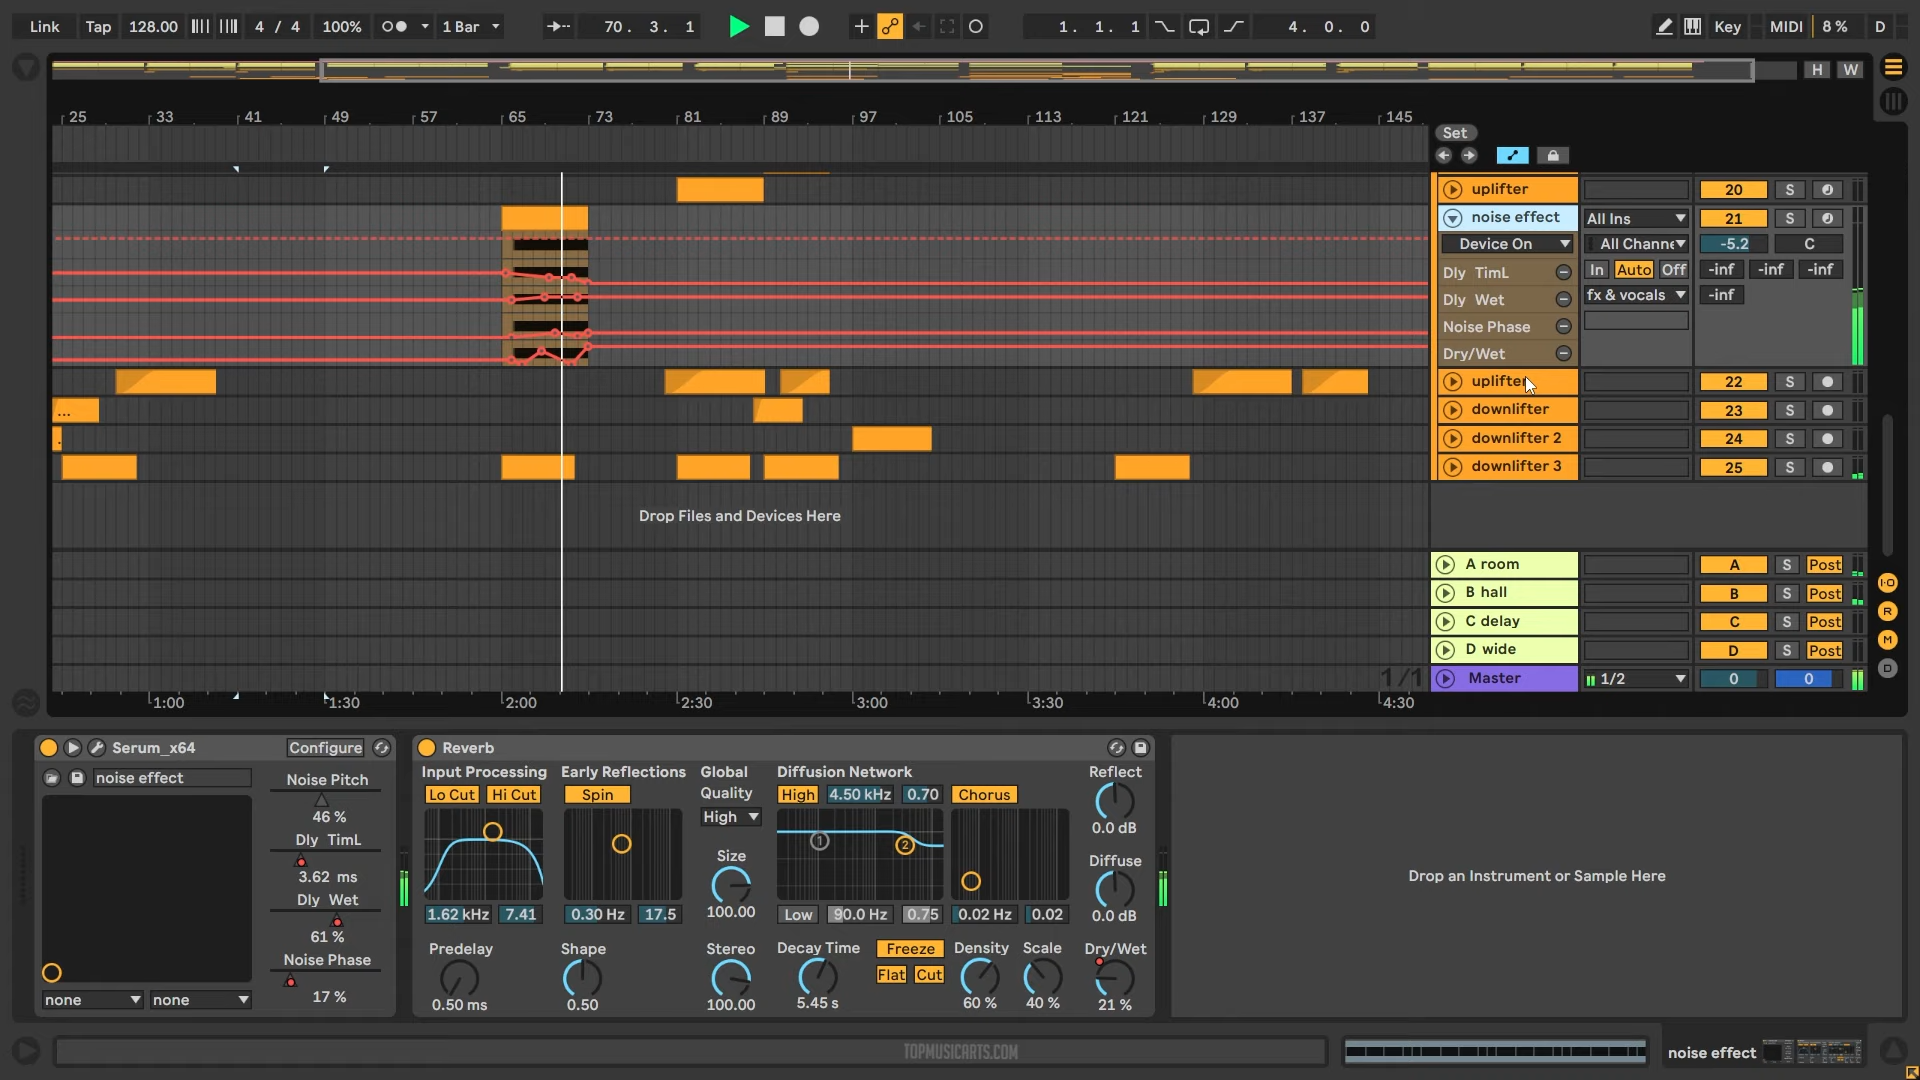 Link Tap 128.00 4 / 4 100% 1 Bar 70. 3. 1 1. 1. 1 4. 0. 0 Key MIDI 8 % D
H W
25 33 41 49 57 65 73 81 89 97 105 113 121 129 137 145
Set
uplifter 20 S
noise effect All Ins 21 S
Device On All Channe -5.2 C
Dly TimL In Auto Off -inf -inf -inf
Dly Wet fx & vocals -inf
Noise Phase
Dry/Wet
uplifter 22 S
... downlifter 23 S
downlifter 2 24 S
downlifter 3 25 S
Drop Files and Devices Here
A room A S Post
B hall B S Post
C delay C S Post
D wide D S Post
1/1 Master 1/2 0 0
1:00 1:30 2:00 2:30 3:00 3:30 4:00 4:30
I·O
R
M
D
Serum_x64 Configure
noise effect
Noise Pitch
46 %
Dly TimL
3.62 ms
Dly Wet
61 %
Noise Phase
17 %
none none
Reverb
Input Processing Early Reflections Global Diffusion Network Reflect
Lo Cut Hi Cut Spin Quality High 4.50 kHz 0.70 Chorus
High
0.0 dB
1 2
Size Diffuse
100.00
1.62 kHz 7.41 0.30 Hz 17.5 Low 90.0 Hz 0.75 0.02 Hz 0.02 0.0 dB
Predelay Shape Stereo Decay Time Freeze Density Scale Dry/Wet
Flat Cut
0.50 ms 0.50 100.00 5.45 s 60 % 40 % 21 %
Drop an Instrument or Sample Here
TOPMUSICARTS.COM
noise effect